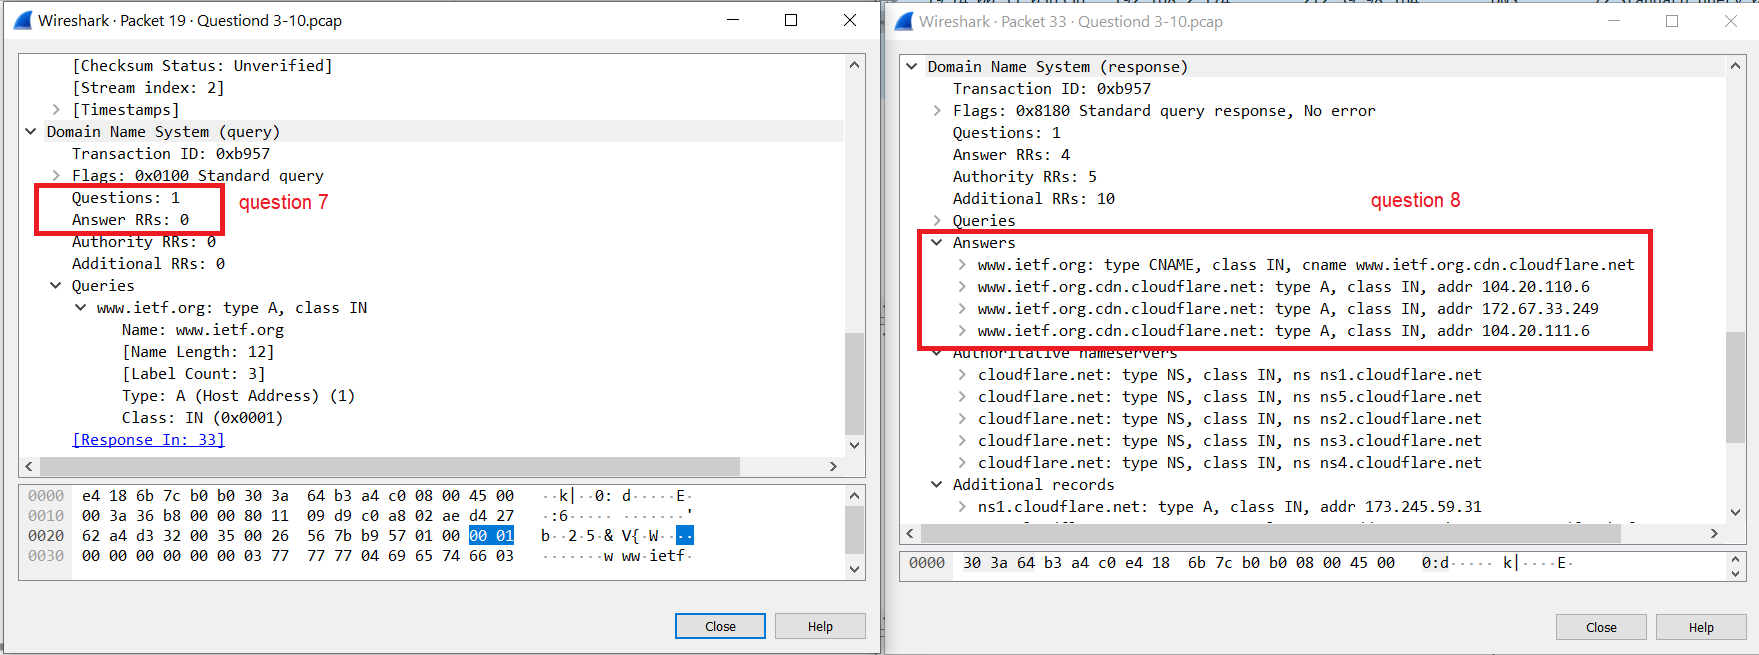 Wireshark · Packet 19 · Questiond 3-10.pcap
[Checksum Status: Unverified]
[Stream index: 2]
[Timestamps]
Domain Name System (query)
Transaction ID: 0xb957
Flags: 0x0100 Standard query
Questions: 1
question 7
Answer RRs: 0
Authority RRs: 0
Additional RRs: 0
Queries
www.ietf.org: type A, class IN
Name: www.ietf.org
[Name Length: 12]
[Label Count: 3]
Type: A (Host Address) (1)
Class: IN (0x0001)
[Response In: 33]
0000 e4 18 6b 7c b0 b0 30 3a 64 b3 a4 c0 08 00 45 00 ··k|··0: d·····E·
0010 00 3a 36 b8 00 00 80 11 09 d9 c0 a8 02 ae d4 27 ·:6····· ·······'
0020 62 a4 d3 32 00 35 00 26 56 7b b9 57 01 00 00 01 b··2·5·& V{·W····
0030 00 00 00 00 00 00 03 77 77 77 04 69 65 74 66 03 ·······w ww·ietf·
Close
Help
Wireshark · Packet 33 · Questiond 3-10.pcap
Domain Name System (response)
Transaction ID: 0xb957
Flags: 0x8180 Standard query response, No error
Questions: 1
Answer RRs: 4
Authority RRs: 5
Additional RRs: 10
question 8
Queries
Answers
www.ietf.org: type CNAME, class IN, cname www.ietf.org.cdn.cloudflare.net
www.ietf.org.cdn.cloudflare.net: type A, class IN, addr 104.20.110.6
www.ietf.org.cdn.cloudflare.net: type A, class IN, addr 172.67.33.249
www.ietf.org.cdn.cloudflare.net: type A, class IN, addr 104.20.111.6
Authoritative nameservers
cloudflare.net: type NS, class IN, ns ns1.cloudflare.net
cloudflare.net: type NS, class IN, ns ns5.cloudflare.net
cloudflare.net: type NS, class IN, ns ns2.cloudflare.net
cloudflare.net: type NS, class IN, ns ns3.cloudflare.net
cloudflare.net: type NS, class IN, ns ns4.cloudflare.net
Additional records
ns1.cloudflare.net: type A, class IN, addr 173.245.59.31
0000 30 3a 64 b3 a4 c0 e4 18 6b 7c b0 b0 08 00 45 00 0:d····· k|····E·
Close
Help